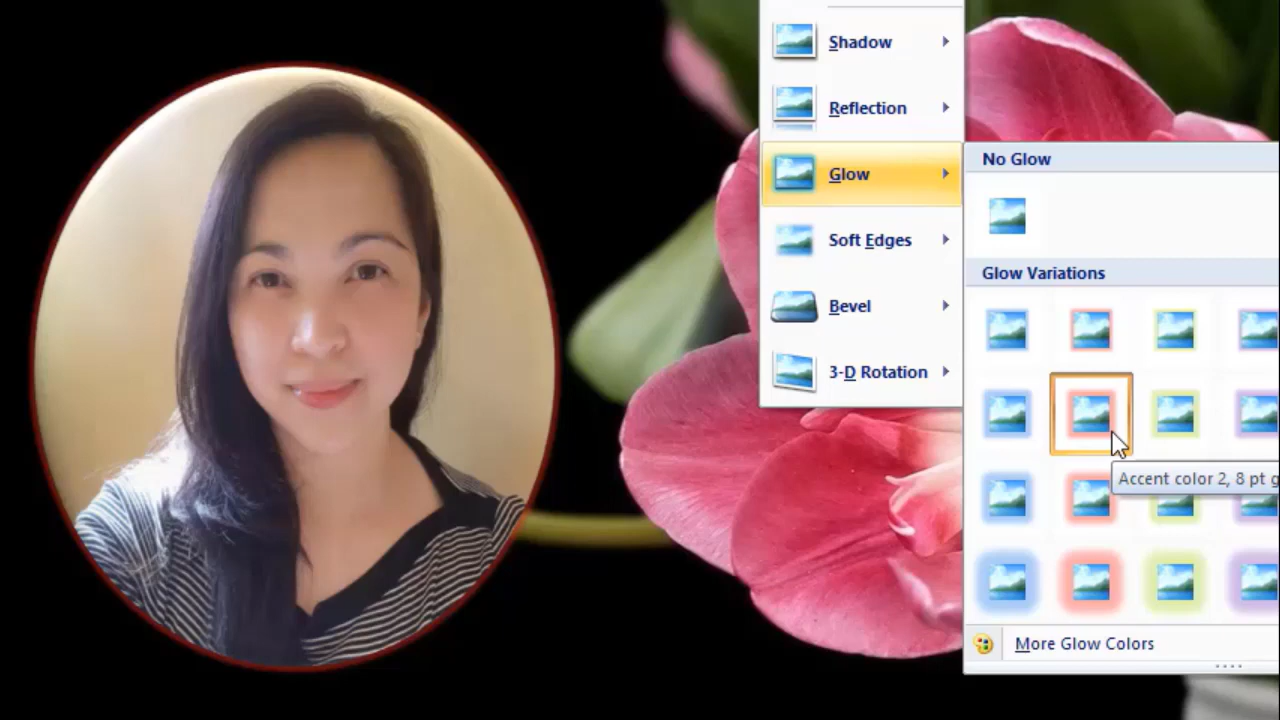 Shadow
Reflection
Glow
Soft Edges
Bevel
3-D Rotation
No Glow
Glow Variations
Accent color 2, 8 pt g
More Glow Colors